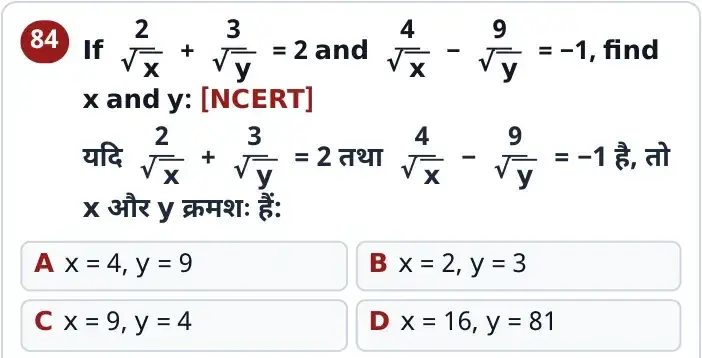 84 If 2/√x + 3/√y = 2 and 4/√x − 9/√y = −1, find
x and y: [NCERT]
यदि 2/√x + 3/√y = 2 तथा 4/√x − 9/√y = −1 है, तो
x और y क्रमशः हैं:
A x = 4, y = 9
B x = 2, y = 3
C x = 9, y = 4
D x = 16, y = 81